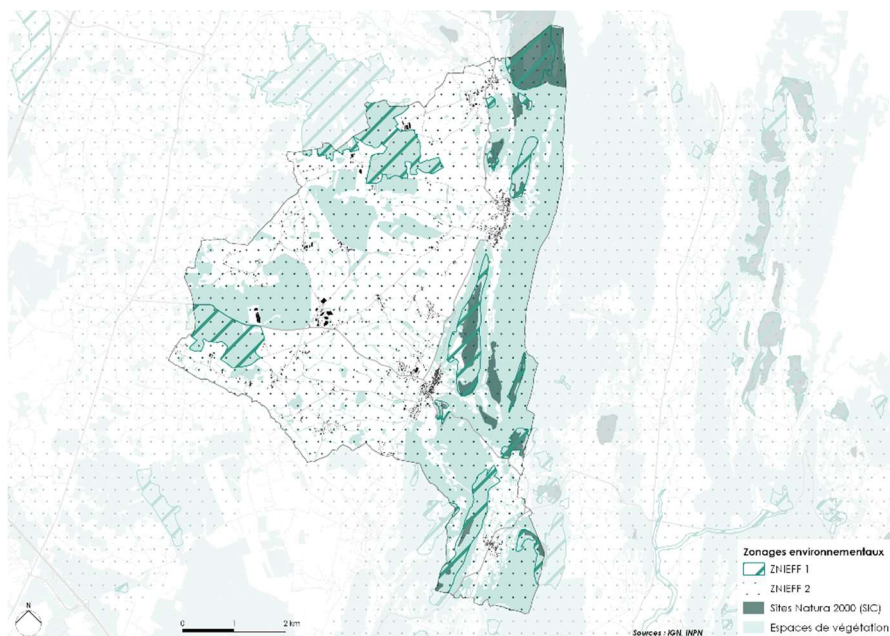 Zonages environnementaux
ZNIEFF 1
ZNIEFF 2
Sites Natura 2000 (SIC)
Espaces de végétation
N
0 2 km
Sources : IGN, INPN